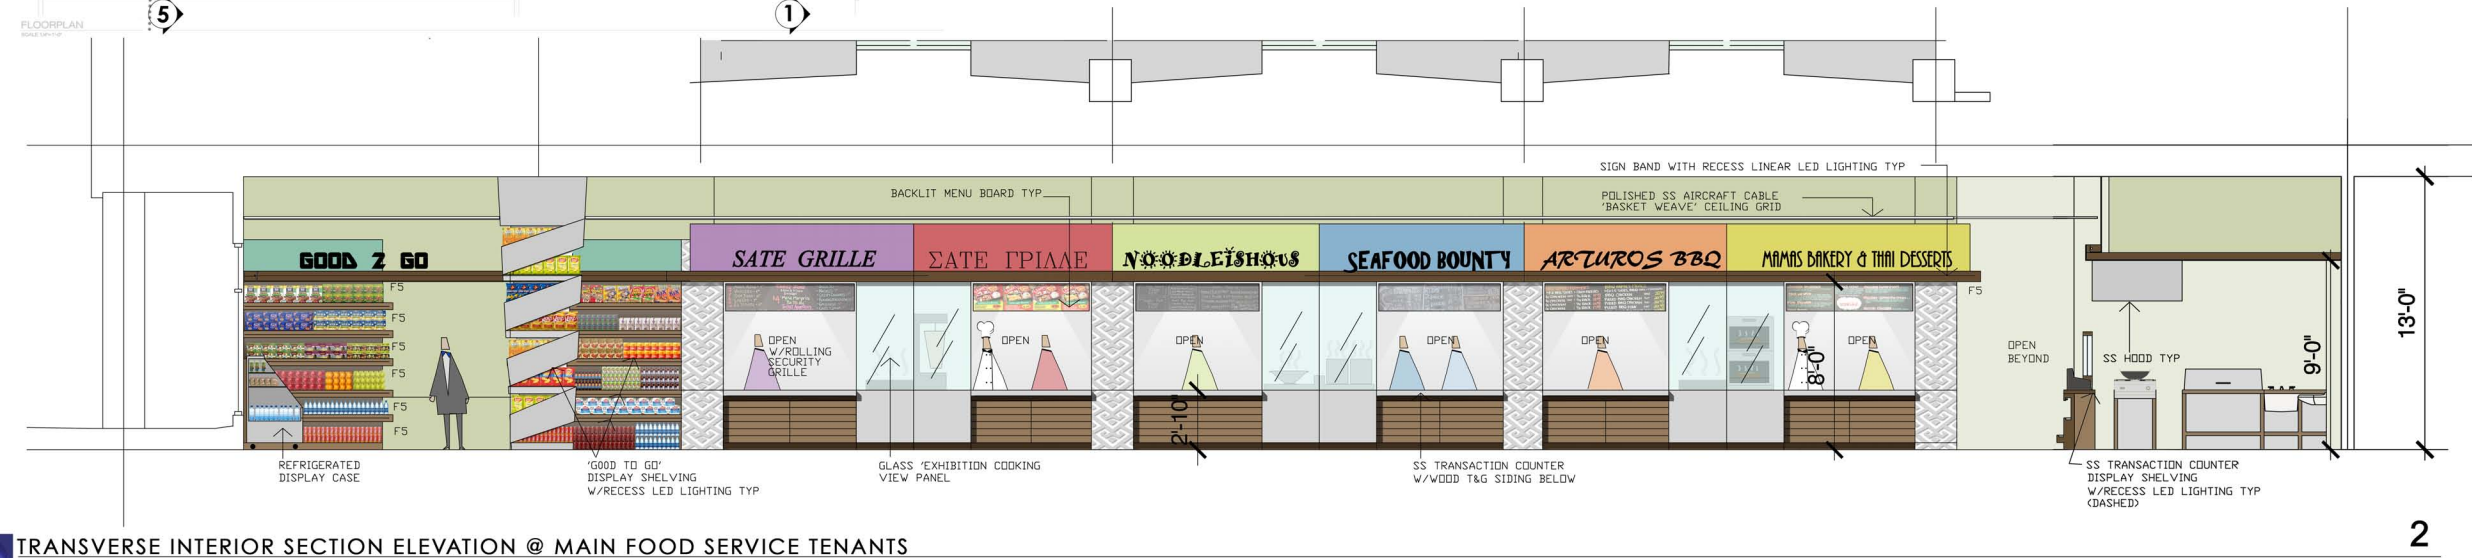 FLOORPLAN
5
1
SIGN BAND WITH RECESS LINEAR LED LIGHTING TYP
BACKLIT MENU BOARD TYP
POLISHED SS AIRCRAFT CABLE
'BASKET WEAVE' CEILING GRID
GOOD 2 GO
SATE GRILLE
ΣΑΤΕ ΓΡΙΛΛΕ
NOODLEISHOUS
SEAFOOD BOUNTY
ARTUROS BBQ
MAMAS BAKERY & THAI DESSERTS
F5
F5
F5
F5
F5
F5
F5
OPEN
W/ROLLING
SECURITY
GRILLE
OPEN
OPEN
OPEN
OPEN
OPEN
OPEN
BEYOND
SS HOOD TYP
2'-10"
8'-0"
9'-0"
13'-0"
REFRIGERATED
DISPLAY CASE
'GOOD TO GO'
DISPLAY SHELVING
W/RECESS LED LIGHTING TYP
GLASS 'EXHIBITION COOKING
VIEW PANEL
SS TRANSACTION COUNTER
W/WOOD T&G SIDING BELOW
SS TRANSACTION COUNTER
DISPLAY SHELVING
W/RECESS LED LIGHTING TYP
(DASHED)
TRANSVERSE INTERIOR SECTION ELEVATION @ MAIN FOOD SERVICE TENANTS
2